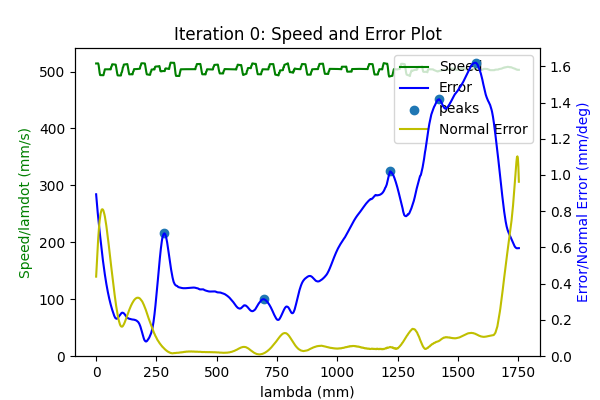 Iteration 0: Speed and Error Plot
Speed/lamdot (mm/s)
500
400
300
200
100
0
Speed
Error
peaks
Normal Error
1.6
1.4
1.2
1.0
0.8
0.6
0.4
0.2
0.0
Error/Normal Error (mm/deg)
0 250 500 750 1000 1250 1500 1750
lambda (mm)